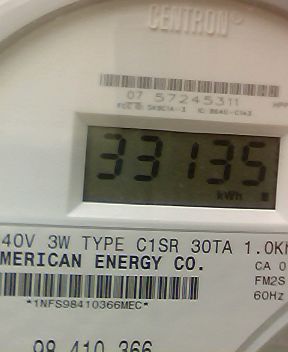 CENTRON®
07 57245311
33135
kWh
40V 3W TYPE C1SR 30TA 1.0K
MERICAN ENERGY CO.
CA 0
FM2S
60Hz
*1NFS98410366MEC*
98 410 366